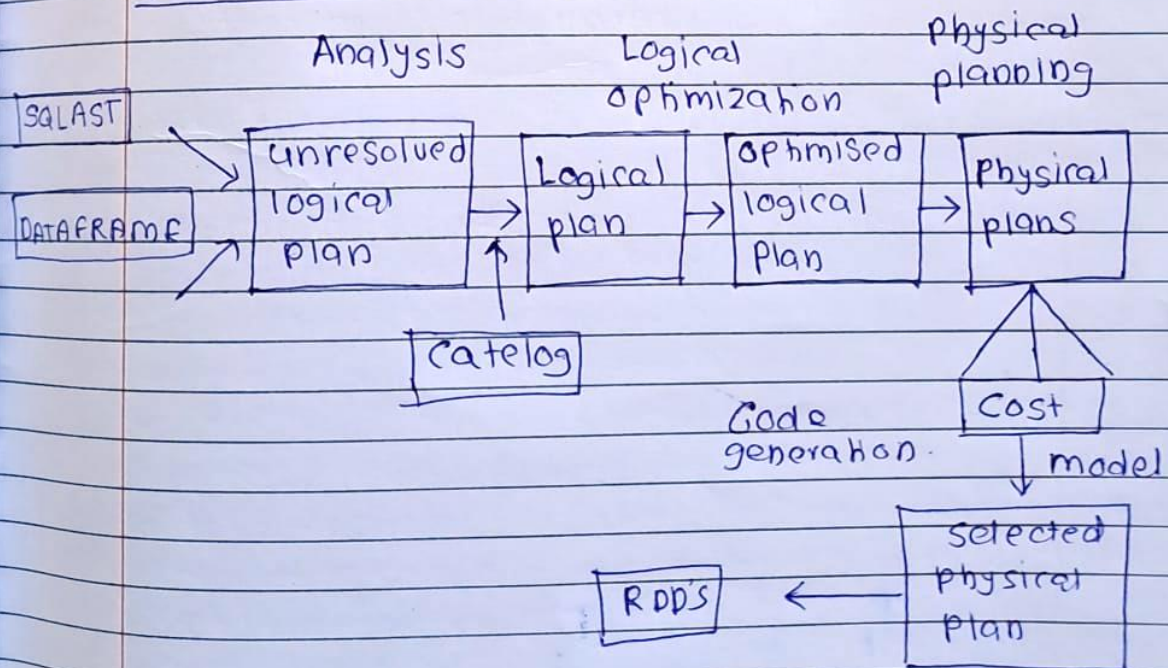 Analysis
Logical
optimization
physical
planning
SQLAST
DATAFRAME
unresolved
logical
plan
Logical
plan
optimised
logical
Plan
Physical
plans
Catelog
Cost
model
Code
generation.
selected
physical
plan
RDD'S